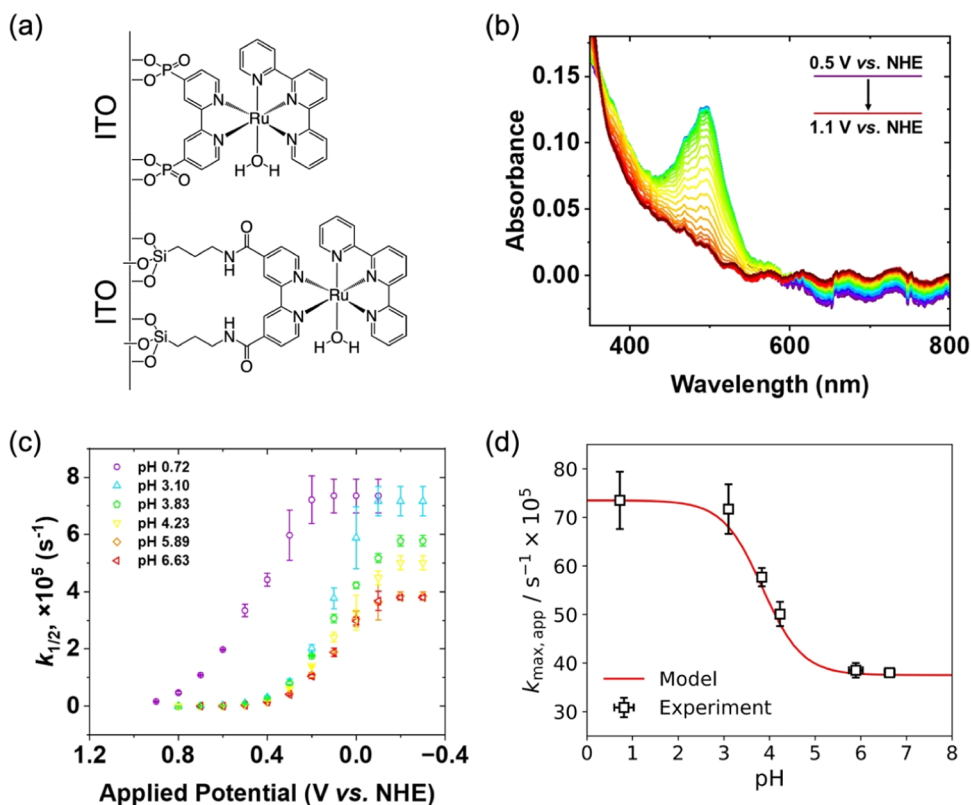 (a)
ITO
O
O
P
O
O
P
O
O
N
N
N
N
N
Ru
O
H
H
ITO
O
O
O
Si
N
H
O
N
N
N
N
N
Ru
O
H
H
O
O
O
Si
H
N
O
(b)
Absorbance
0.15
0.10
0.05
0.00
0.5 V vs. NHE
1.1 V vs. NHE
400
600
800
Wavelength (nm)
(c)
k1/2, ×10^5 (s^-1)
8
6
4
2
0
pH 0.72
pH 3.10
pH 3.83
pH 4.23
pH 5.89
pH 6.63
1.2
0.8
0.4
0.0
−0.4
Applied Potential (V vs. NHE)
(d)
kmax, app / s^−1 × 10^5
80
70
60
50
40
30
Model
Experiment
0 1 2 3 4 5 6 7 8
pH